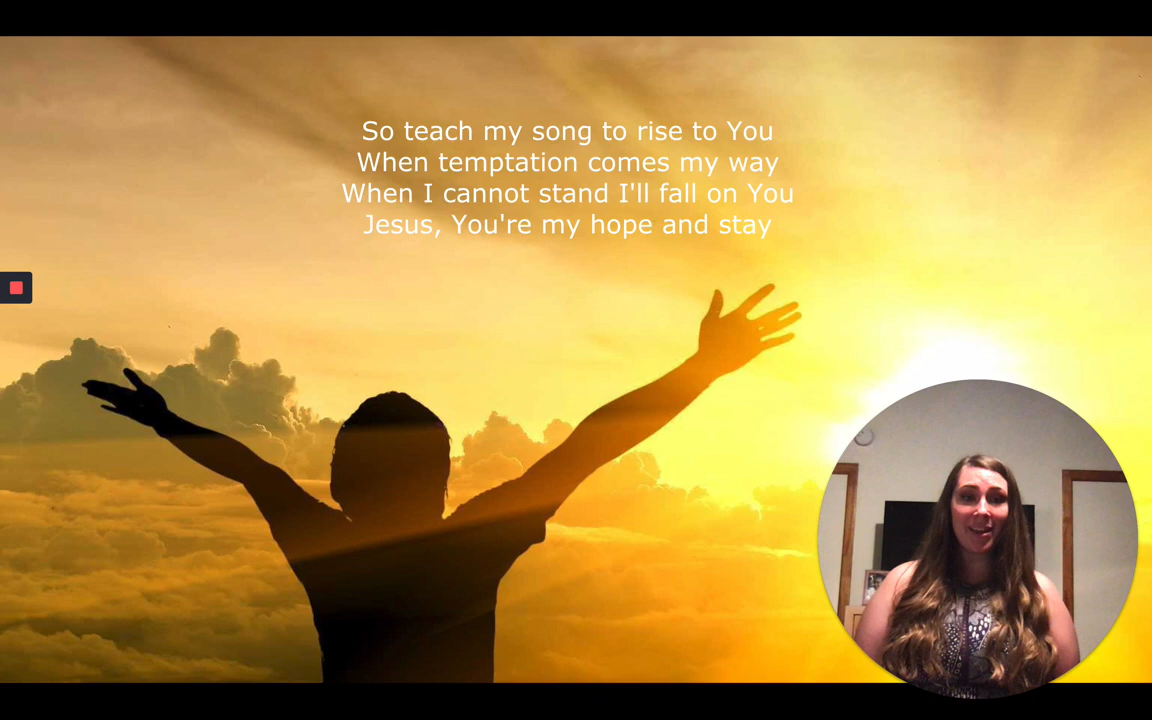 So teach my song to rise to You
When temptation comes my way
When I cannot stand I'll fall on You
Jesus, You're my hope and stay